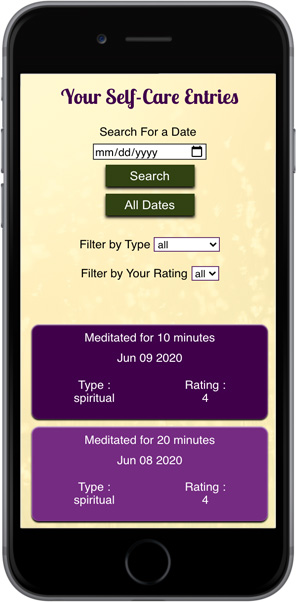 Your Self-Care Entries
Search For a Date
mm/dd/yyyy
Search
All Dates
Filter by Type all
Filter by Your Rating all
Meditated for 10 minutes
Jun 09 2020
Type : Rating :
spiritual 4
Meditated for 20 minutes
Jun 08 2020
Type : Rating :
spiritual 4